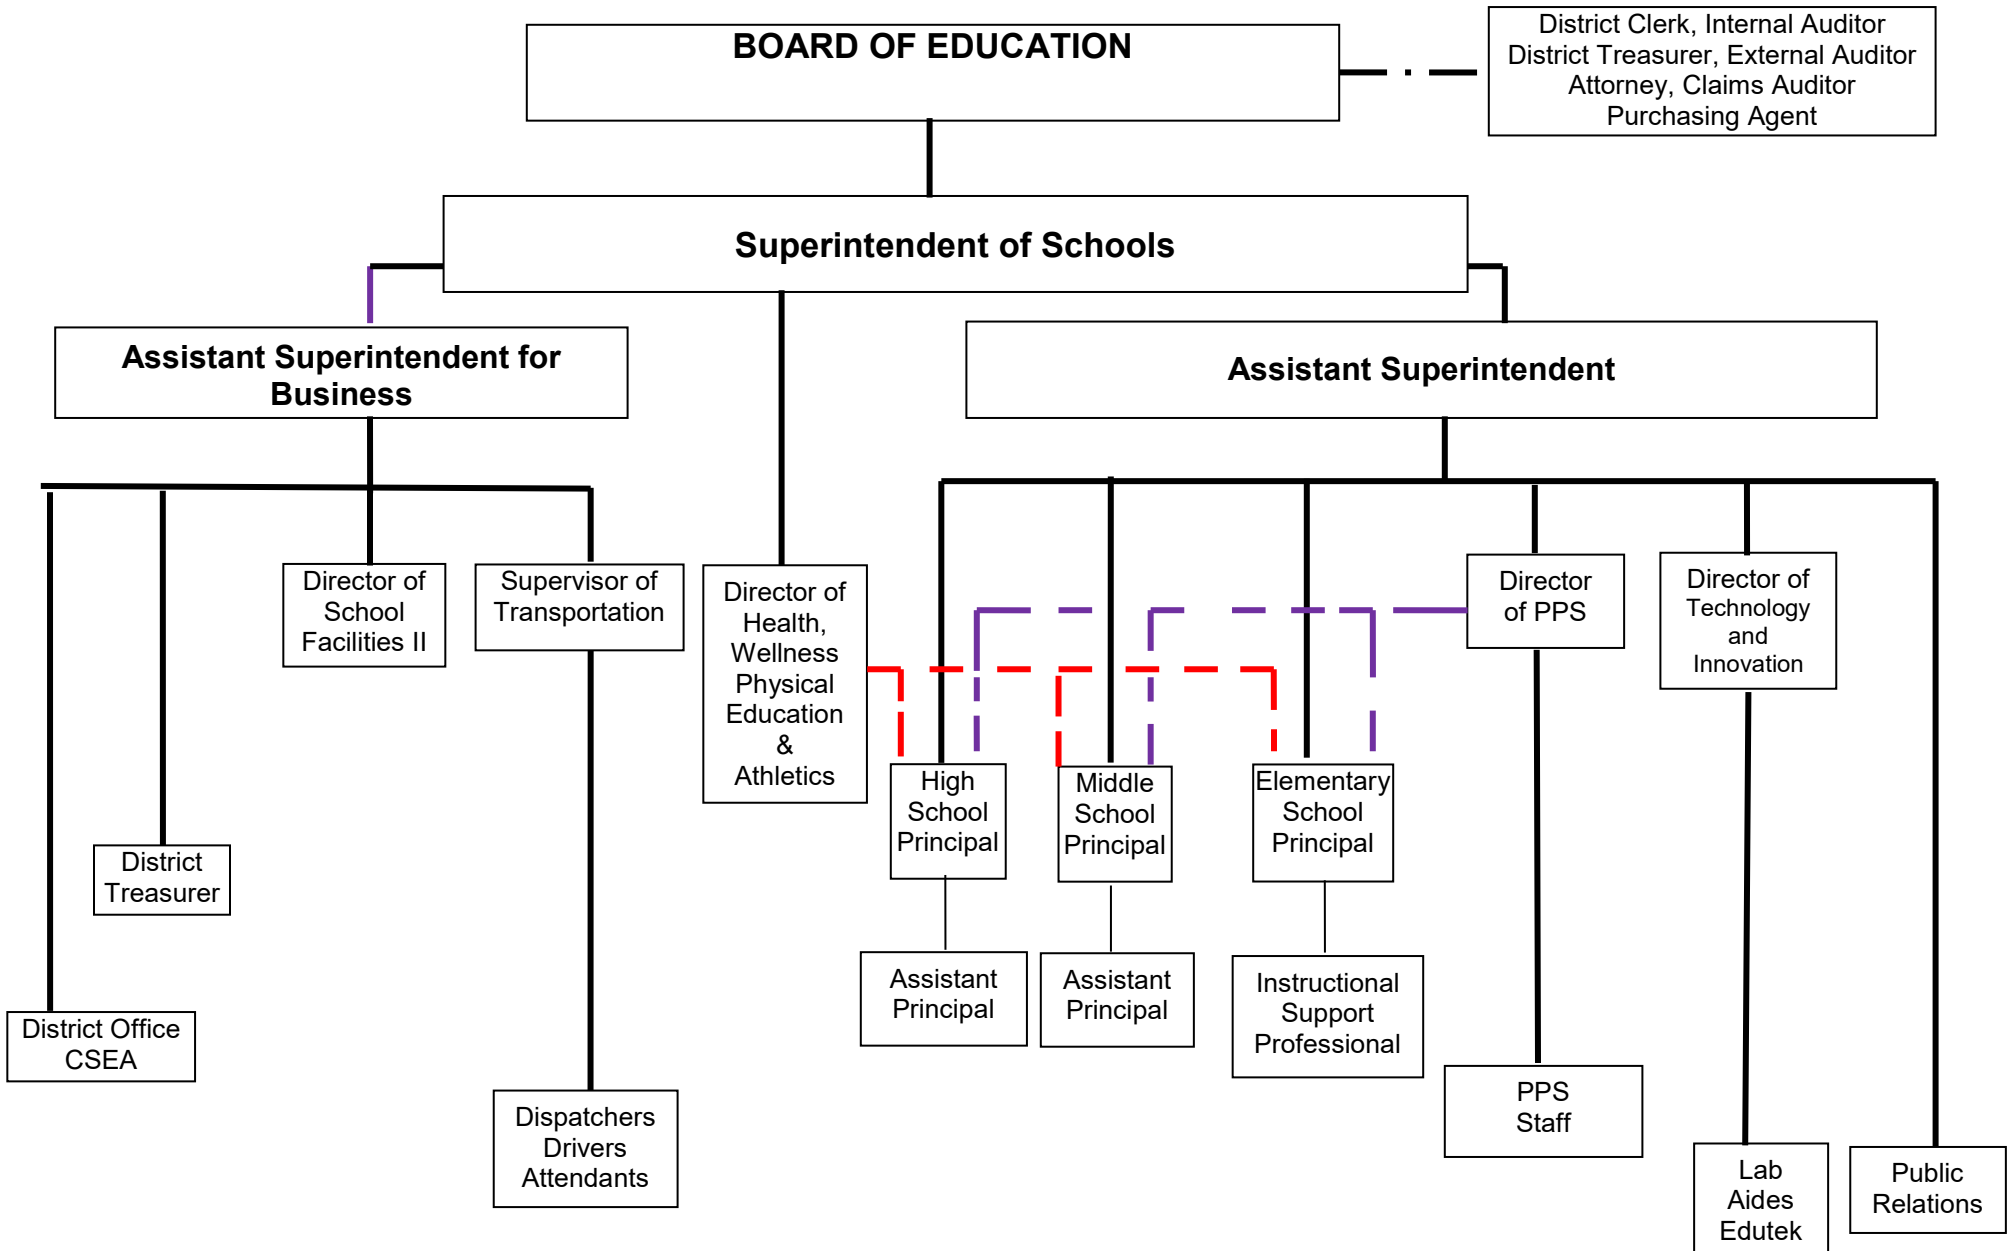 BOARD OF EDUCATION
District Clerk, Internal Auditor
District Treasurer, External Auditor
Attorney, Claims Auditor
Purchasing Agent
Superintendent of Schools
Assistant Superintendent for
Business
Assistant Superintendent
Director of
School
Facilities II
Supervisor of
Transportation
Director of
Health,
Wellness
Physical
Education
&
Athletics
Director
of PPS
Director of
Technology
and
Innovation
High
School
Principal
Middle
School
Principal
Elementary
School
Principal
District
Treasurer
Assistant
Principal
Assistant
Principal
Instructional
Support
Professional
District Office
CSEA
Dispatchers
Drivers
Attendants
PPS
Staff
Lab
Aides
Edutek
Public
Relations